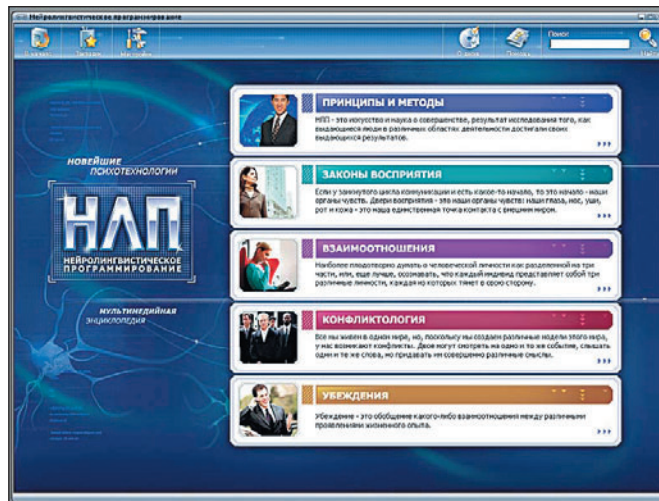 Нейролингвистическое программирование
Закладки
Настройки
О диске
Помощь
Поиск
Найти
НОВЕЙШИЕ
ПСИХОТЕХНОЛОГИИ
НЛП
НЕЙРОЛИНГВИСТИЧЕСКОЕ
ПРОГРАММИРОВАНИЕ
МУЛЬТИМЕДИЙНАЯ
ЭНЦИКЛОПЕДИЯ
ПРИНЦИПЫ И МЕТОДЫ
НЛП - это искусство и наука о совершенстве, результат исследования того, как
выдающиеся люди в различных областях деятельности достигали своих
выдающихся результатов.
ЗАКОНЫ ВОСПРИЯТИЯ
Если у замкнутого цикла коммуникации и есть какое-то начало, то это начало - наши
органы чувств. Двери восприятия - это наши органы чувств: наши глаза, нос, уши,
рот и кожа - это наша единственная точка контакта с внешним миром.
ВЗАИМООТНОШЕНИЯ
Наиболее плодотворно думать о человеческой личности как разделенной на три
части, или, еще лучше, осознавать, что каждый индивид представляет собой три
различные личности, каждая из которых тянет в свою сторону.
КОНФЛИКТОЛОГИЯ
Все мы живем в одном мире, но, поскольку мы создаем различные модели этого мира,
у нас возникают конфликты. Двое могут смотреть на одно и то же событие, слышать
одни и те же слова, но придавать им совершенно различные смыслы.
УБЕЖДЕНИЯ
Убеждение - это обобщение какого-либо взаимоотношения между различными
проявлениями жизненного опыта.